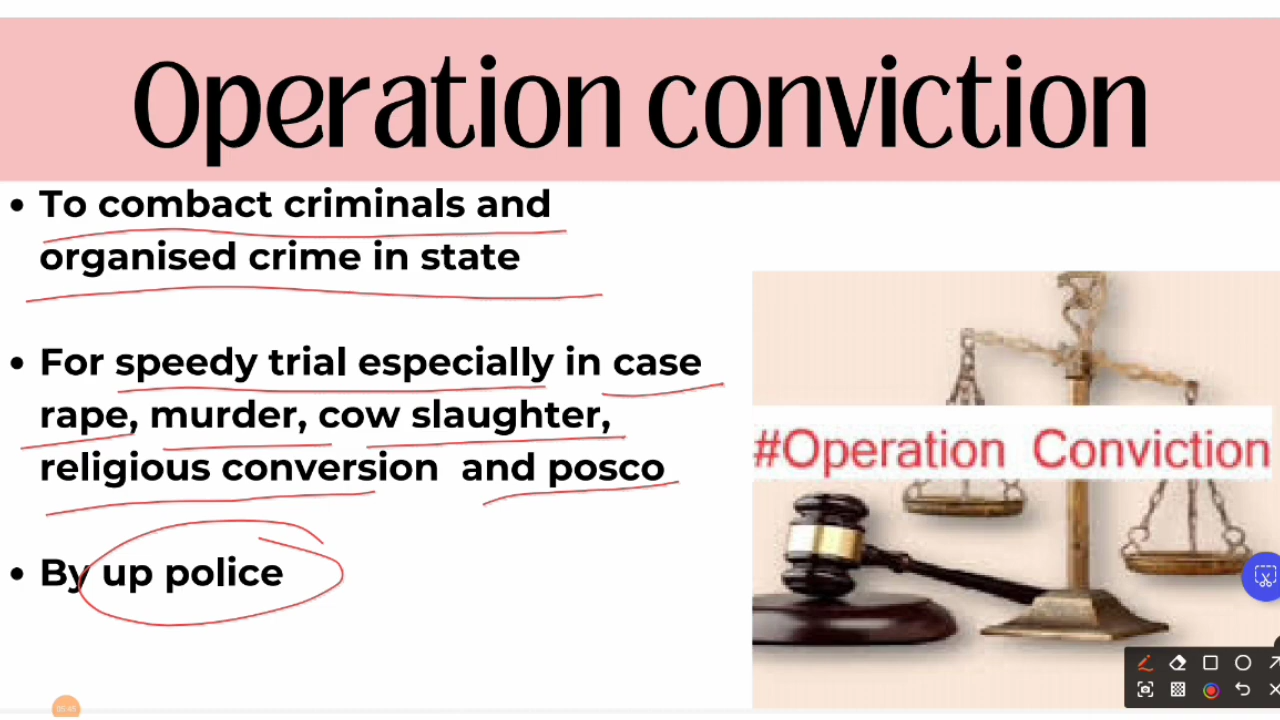 Operation conviction
• To combact criminals and
organised crime in state
• For speedy trial especially in case
rape, murder, cow slaughter,
religious conversion and posco
• By up police
#Operation Conviction